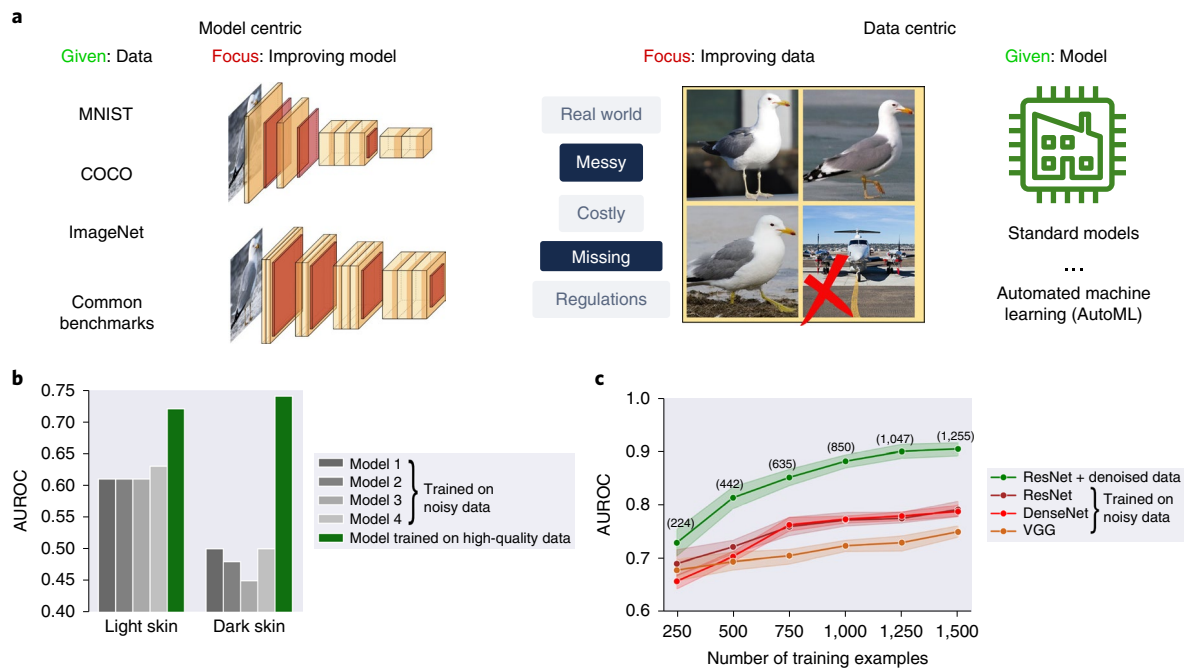 a
Model centric
Given: Data
Focus: Improving model
MNIST
COCO
ImageNet
Common
benchmarks
Data centric
Focus: Improving data
Given: Model
Real world
Messy
Costly
Missing
Regulations
Standard models
...
Automated machine
learning (AutoML)
b
AUROC
0.75
0.70
0.65
0.60
0.55
0.50
0.45
0.40
Light skin
Dark skin
Model 1
Model 2
Model 3
Model 4
Trained on
noisy data
Model trained on high-quality data
c
AUROC
1.0
0.9
0.8
0.7
0.6
(224)
(442)
(635)
(850)
(1,047)
(1,255)
250
500
750
1,000
1,250
1,500
Number of training examples
ResNet + denoised data
ResNet
DenseNet
VGG
Trained on
noisy data